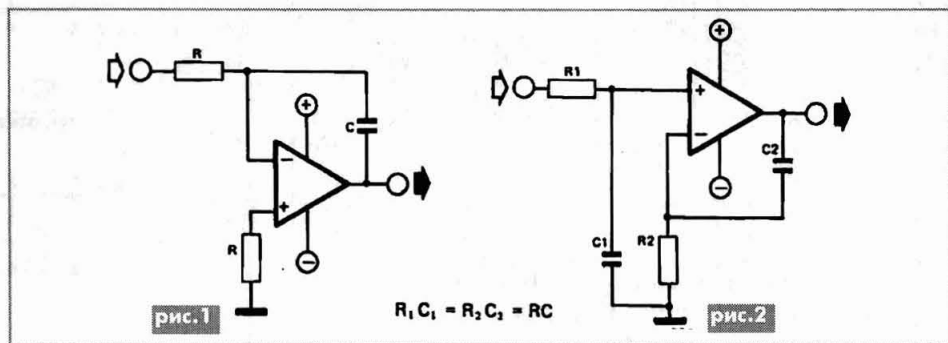 R
C
+
−
+
R
−
рис.1
R₁C₁ = R₂C₂ = RC
+
R1
+
−
−
C2
C1
R2
рис.2